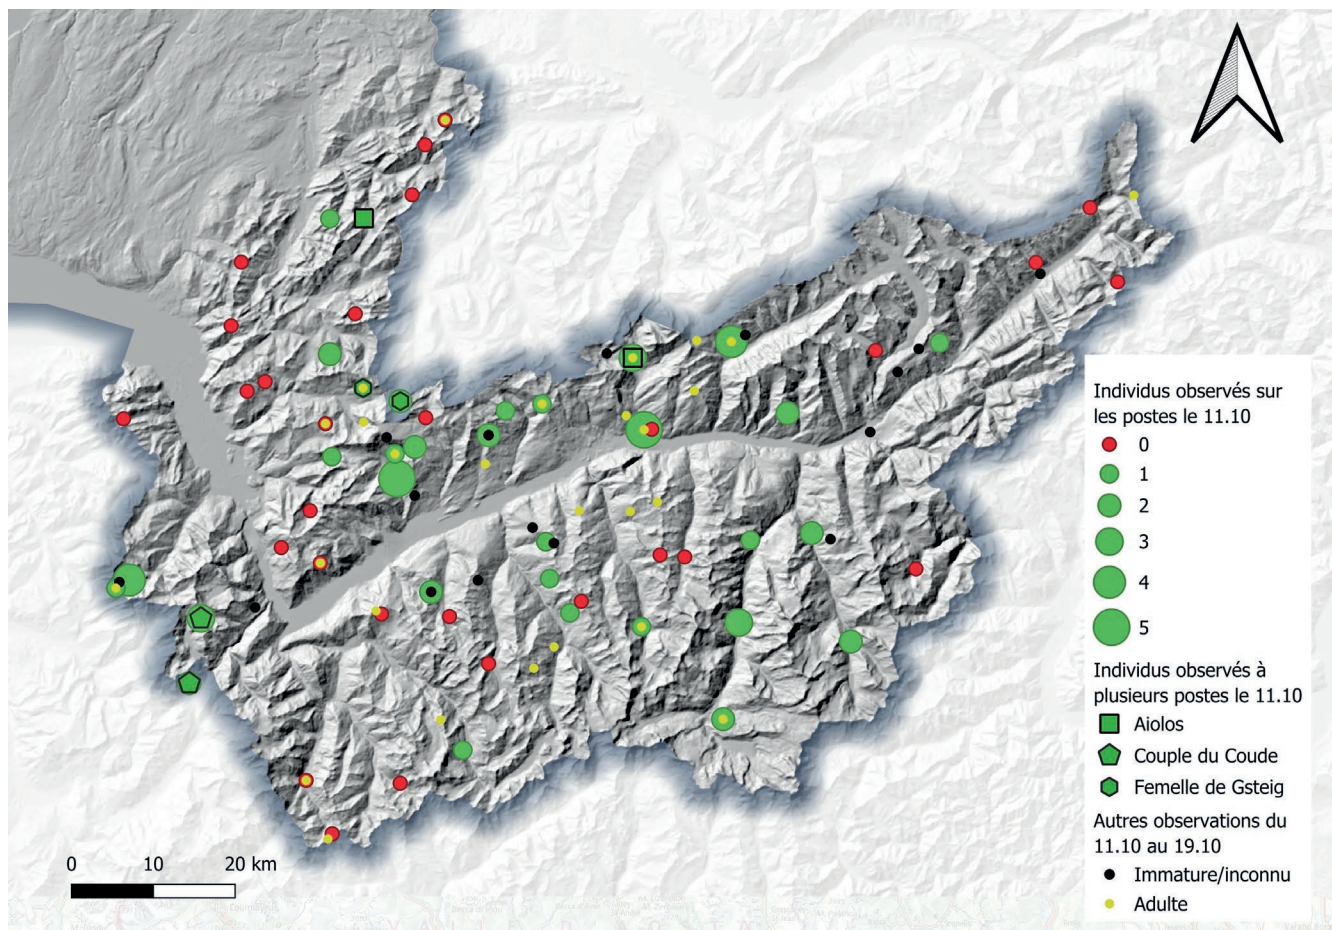 Individus observés sur
les postes le 11.10
0
1
2
3
4
5
Individus observés à
plusieurs postes le 11.10
Aiolos
Couple du Coude
Femelle de Gsteig
Autres observations du
11.10 au 19.10
Immature/inconnu
Adulte
0 10 20 km